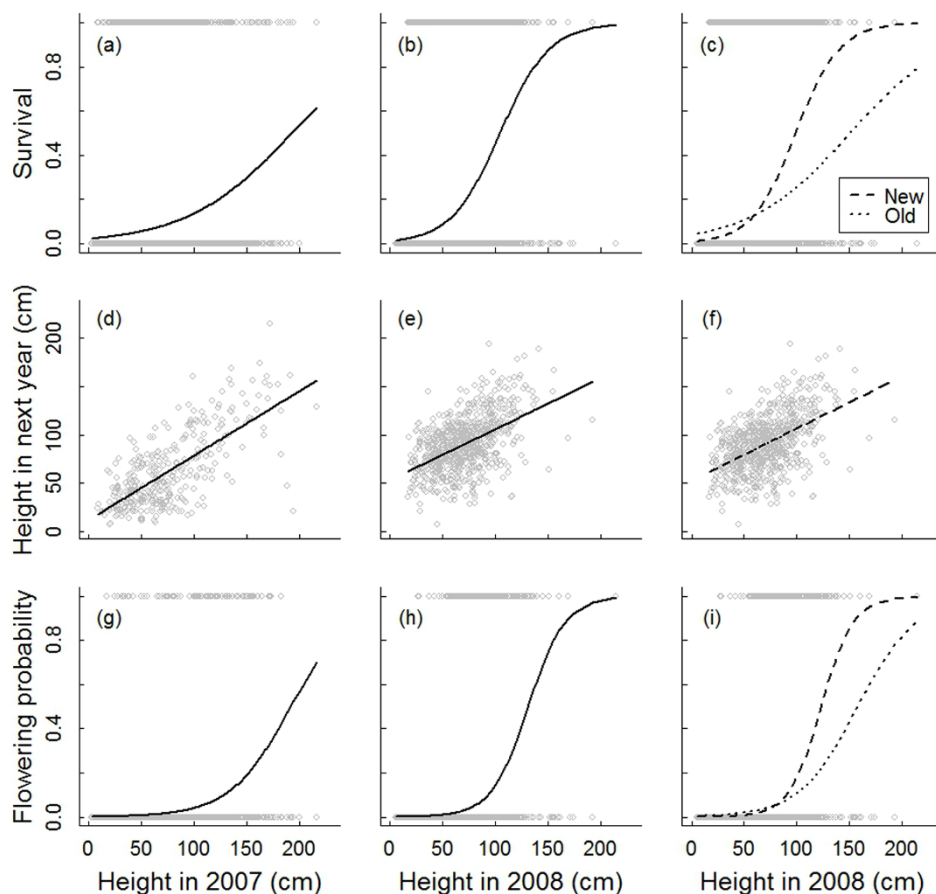 Survival
0.0 0.4 0.8
(a)
(b)
(c)
New
Old
Height in next year (cm)
0 50 100 200
(d)
(e)
(f)
Flowering probability
0.0 0.4 0.8
(g)
(h)
(i)
0 50 100 150 200
0 50 100 150 200
0 50 100 150 200
Height in 2007 (cm)
Height in 2008 (cm)
Height in 2008 (cm)